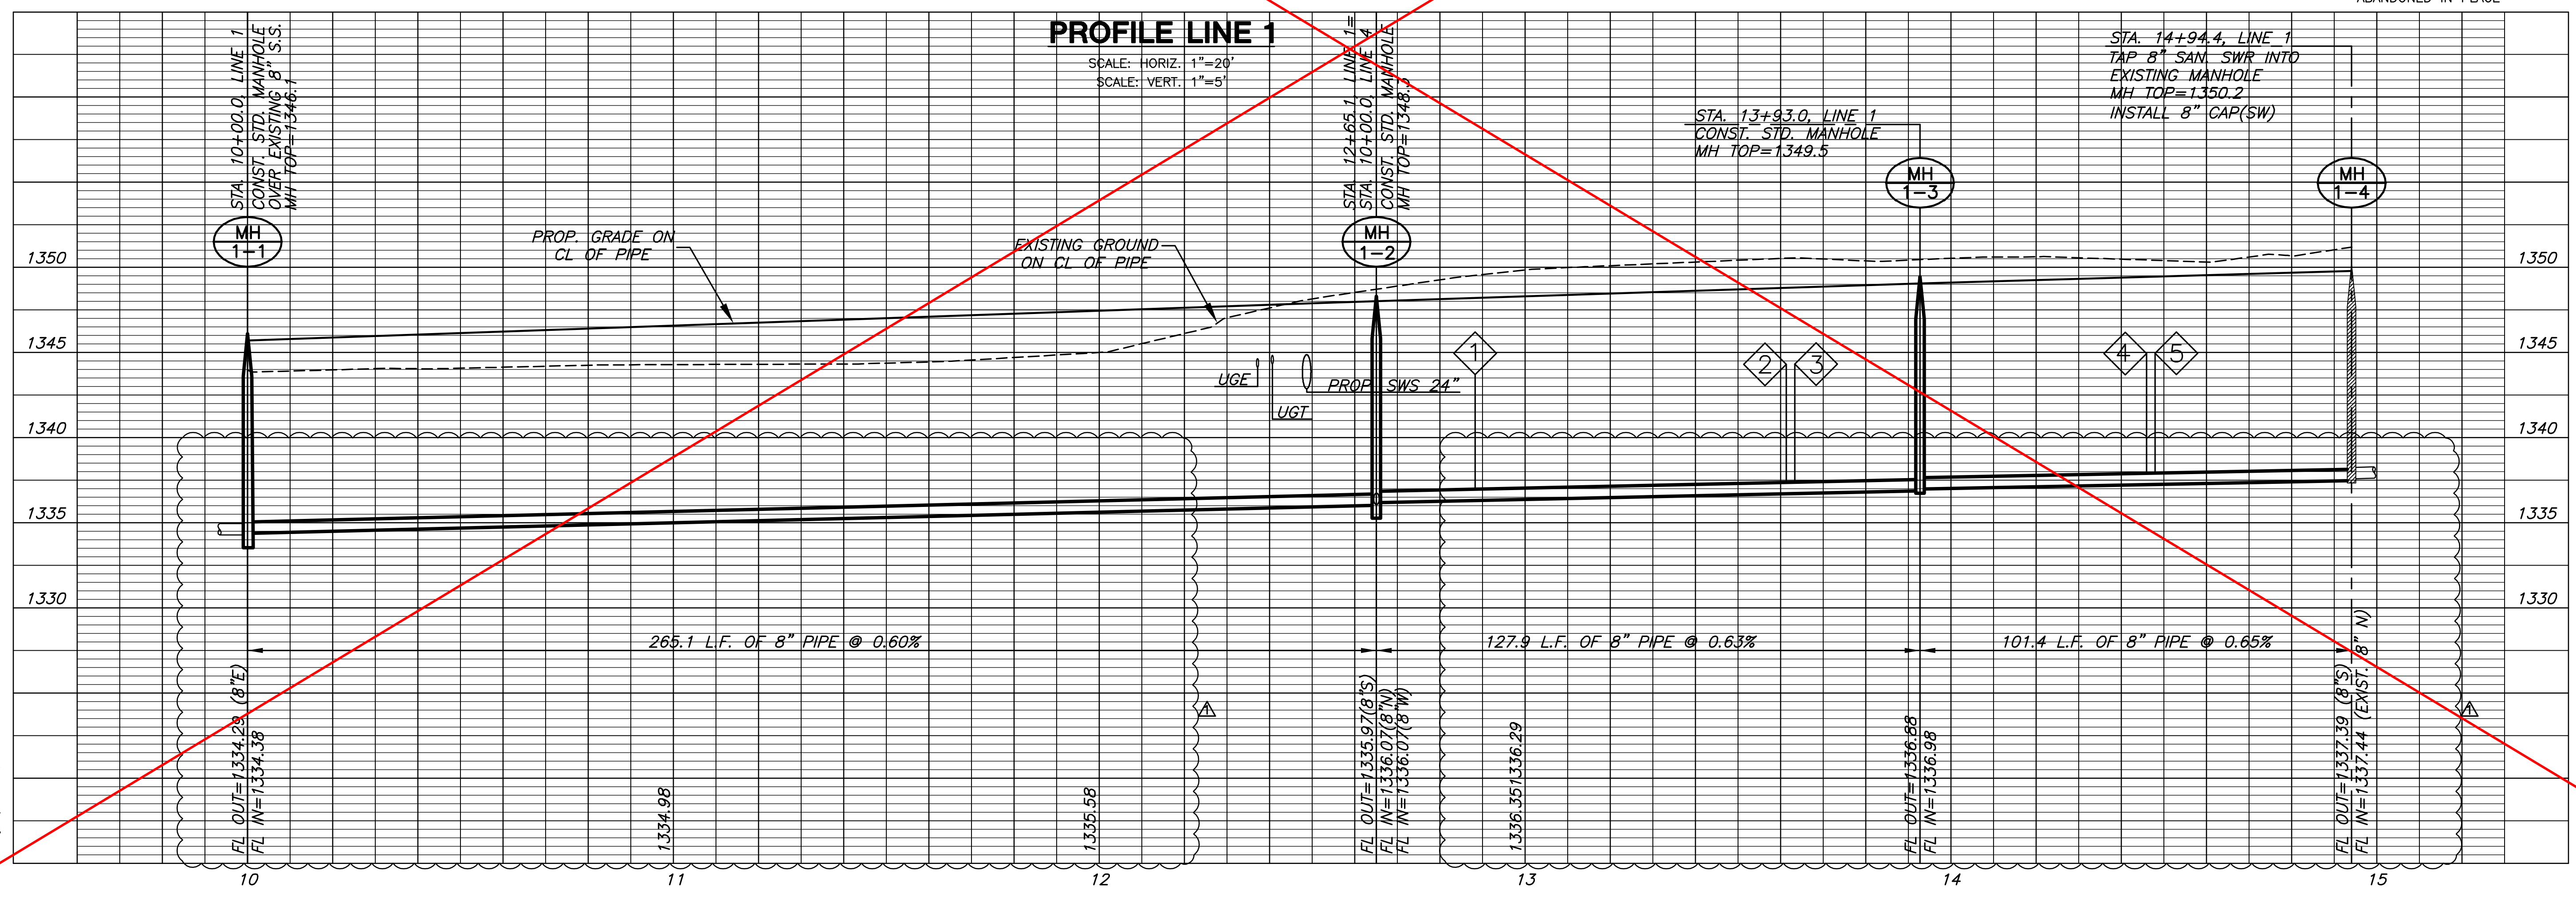 ABANDONED IN PLACE
PROFILE LINE 1
SCALE: HORIZ. 1"=20'
SCALE: VERT. 1"=5'
STA. 10+00.0, LINE 1
CONST. STD. MANHOLE
OVER EXISTING 8" S.S.
MH TOP=1346.1
MH
1-1
STA. 12+65.1, LINE 1=
STA. 10+00.0, LINE 4
CONST. STD. MANHOLE
MH
1-2
STA. 13+93.0, LINE 1
CONST. STD. MANHOLE
MH TOP=1349.5
MH
1-3
STA. 14+94.4, LINE 1
TAP 8" SAN. SWR INTO
EXISTING MANHOLE
MH TOP=1350.2
INSTALL 8" CAP(SW)
MH
1-4
PROP. GRADE ON
CL OF PIPE
EXISTING GROUND
ON CL OF PIPE
1350
1345
1340
1335
1330
1350
1345
1340
1335
1330
UGE
UGT
PROP. SWS 24"
1
2
3
4
5
265.1 L.F. OF 8" PIPE @ 0.60%
127.9 L.F. OF 8" PIPE @ 0.63%
101.4 L.F. OF 8" PIPE @ 0.65%
FL OUT=1334.29 (8"E)
FL IN=1334.38
1334.98
1335.58
1
FL OUT=1335.97(8"S)
FL IN=1336.07(8"N)
FL IN=1336.07(8"W)
1336.351336.29
FL OUT=1336.88
FL IN=1336.98
FL OUT=1337.39 (8"S)
FL IN=1337.44 (EXIST. 8" N)
1
10
11
12
13
14
15